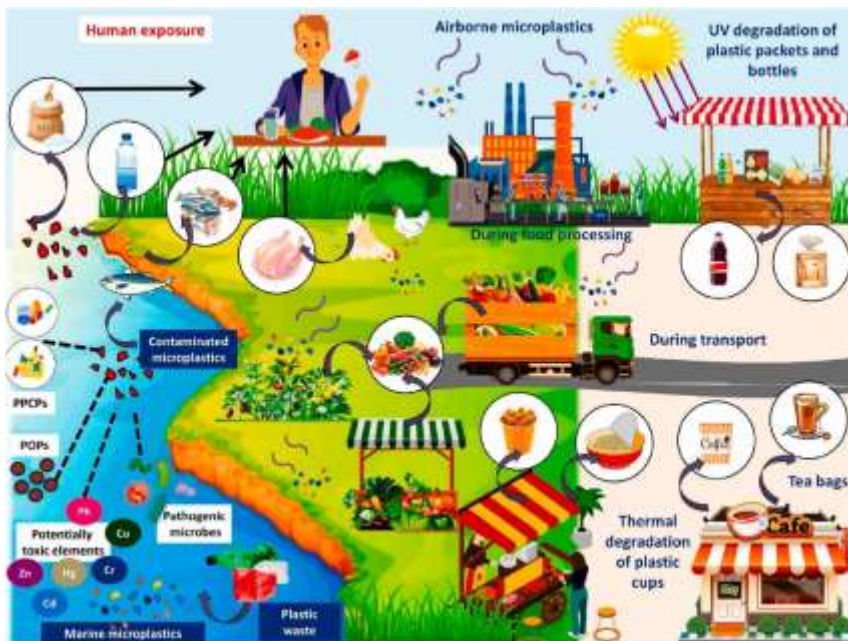 Human exposure
Airborne microplastics
UV degradation of
plastic packets and
bottles
During food processing
Contaminated
microplastics
During transport
PPCPs
POPs
Pb
Pathogenic
microbes
Potentially
toxic elements
Cu
Zn
Hg
Cr
Cd
Marine microplastics
Plastic
waste
Thermal
degradation
of plastic
cups
Tea bags
Cafe